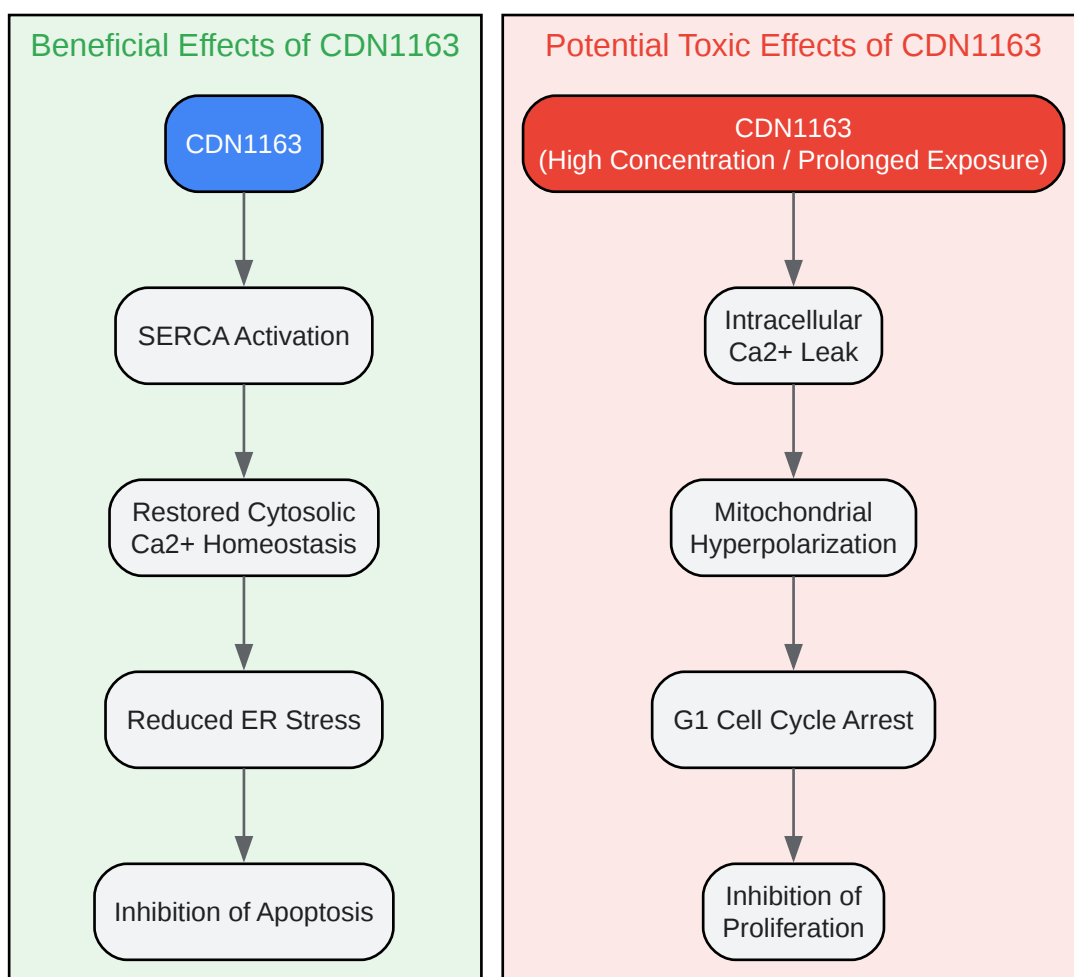 Beneficial Effects of CDN1163
CDN1163
SERCA Activation
Restored Cytosolic
Ca2+ Homeostasis
Reduced ER Stress
Inhibition of Apoptosis
Potential Toxic Effects of CDN1163
CDN1163
(High Concentration / Prolonged Exposure)
Intracellular
Ca2+ Leak
Mitochondrial
Hyperpolarization
G1 Cell Cycle Arrest
Inhibition of
Proliferation